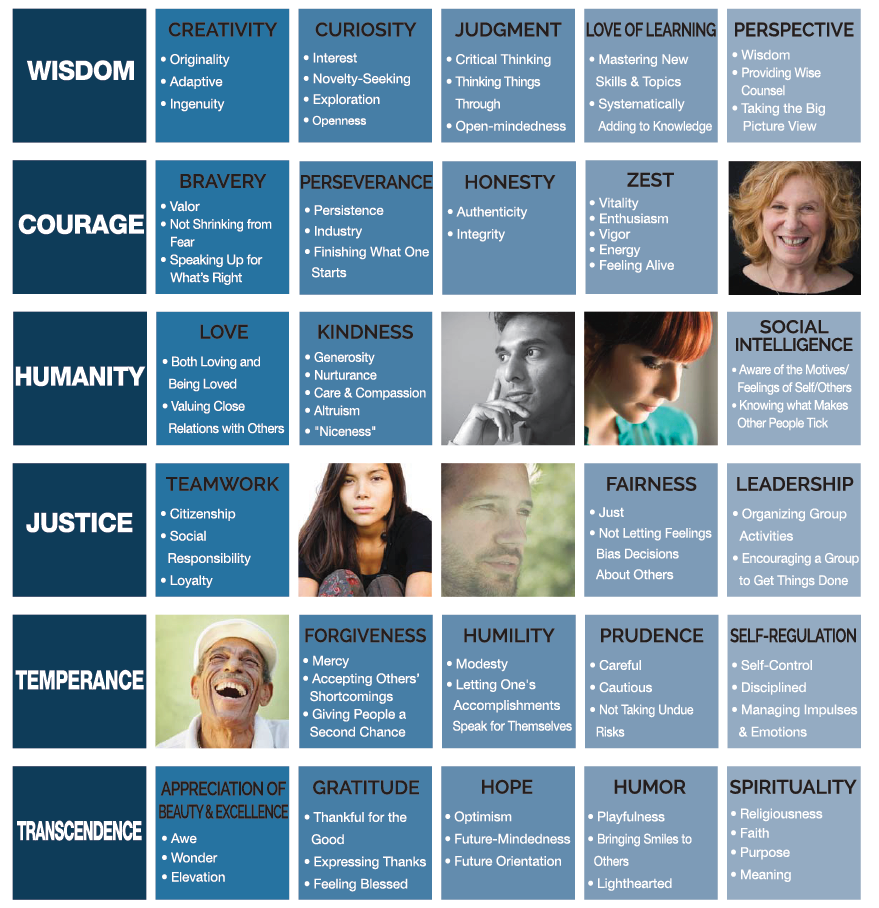 WISDOM
CREATIVITY
• Originality
• Adaptive
• Ingenuity
CURIOSITY
• Interest
• Novelty-Seeking
• Exploration
• Openness
JUDGMENT
• Critical Thinking
• Thinking Things
Through
• Open-mindedness
LOVE OF LEARNING
• Mastering New
Skills & Topics
• Systematically
Adding to Knowledge
PERSPECTIVE
• Wisdom
• Providing Wise
Counsel
• Taking the Big
Picture View
COURAGE
BRAVERY
• Valor
• Not Shrinking from
Fear
• Speaking Up for
What's Right
PERSEVERANCE
• Persistence
• Industry
• Finishing What One
Starts
HONESTY
• Authenticity
• Integrity
ZEST
• Vitality
• Enthusiasm
• Vigor
• Energy
• Feeling Alive
HUMANITY
LOVE
• Both Loving and
Being Loved
• Valuing Close
Relations with Others
KINDNESS
• Generosity
• Nurturance
• Care & Compassion
• Altruism
• "Niceness"
SOCIAL
INTELLIGENCE
• Aware of the Motives/
Feelings of Self/Others
• Knowing what Makes
Other People Tick
JUSTICE
TEAMWORK
• Citizenship
• Social
Responsibility
• Loyalty
FAIRNESS
• Just
• Not Letting Feelings
Bias Decisions
About Others
LEADERSHIP
• Organizing Group
Activities
• Encouraging a Group
to Get Things Done
TEMPERANCE
FORGIVENESS
• Mercy
• Accepting Others'
Shortcomings
• Giving People a
Second Chance
HUMILITY
• Modesty
• Letting One's
Accomplishments
Speak for Themselves
PRUDENCE
• Careful
• Cautious
• Not Taking Undue
Risks
SELF-REGULATION
• Self-Control
• Disciplined
• Managing Impulses
& Emotions
TRANSCENDENCE
APPRECIATION OF
BEAUTY & EXCELLENCE
• Awe
• Wonder
• Elevation
GRATITUDE
• Thankful for the
Good
• Expressing Thanks
• Feeling Blessed
HOPE
• Optimism
• Future-Mindedness
• Future Orientation
HUMOR
• Playfulness
• Bringing Smiles to
Others
• Lighthearted
SPIRITUALITY
• Religiousness
• Faith
• Purpose
• Meaning